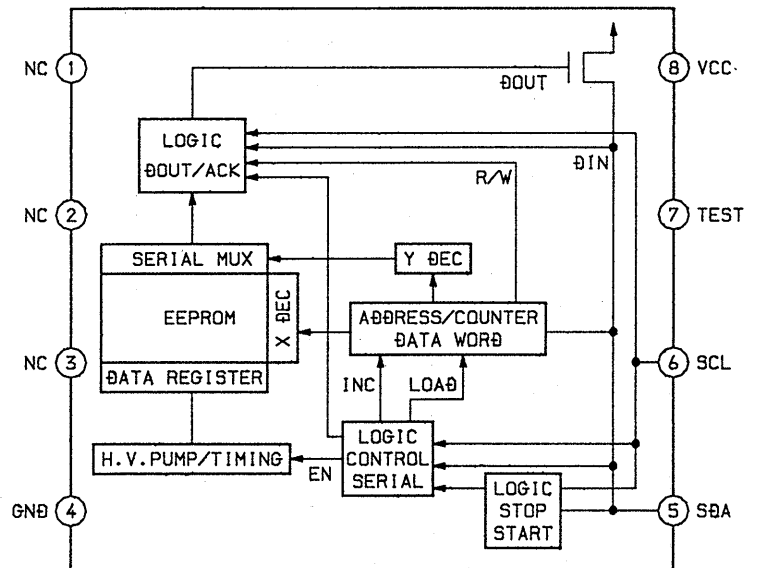 NC 1
8 VCC
DOUT
LOGIC
DOUT/ACK
DIN
R/W
NC 2
7 TEST
SERIAL MUX
Y DEC
EEPROM
X DEC
ADDRESS/COUNTER
DATA WORD
NC 3
6 SCL
DATA REGISTER
INC
LOAD
LOGIC
CONTROL
SERIAL
H.V.PUMP/TIMING
EN
LOGIC
STOP
START
GND 4
5 SDA